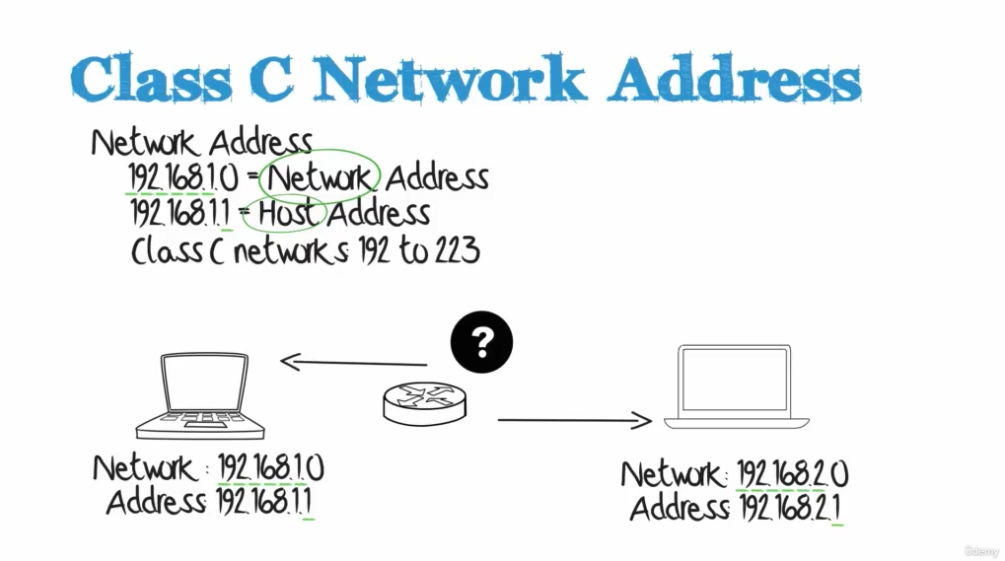 Class C Network Address
Network Address
192.168.1.0 = Network Address
192.168.1.1 = Host Address
Class C networks: 192 to 223
?
Network : 192.168.1.0
Address 192.168.1.1
Network: 192.168.2.0
Address: 192.168.2.1
ûdemy